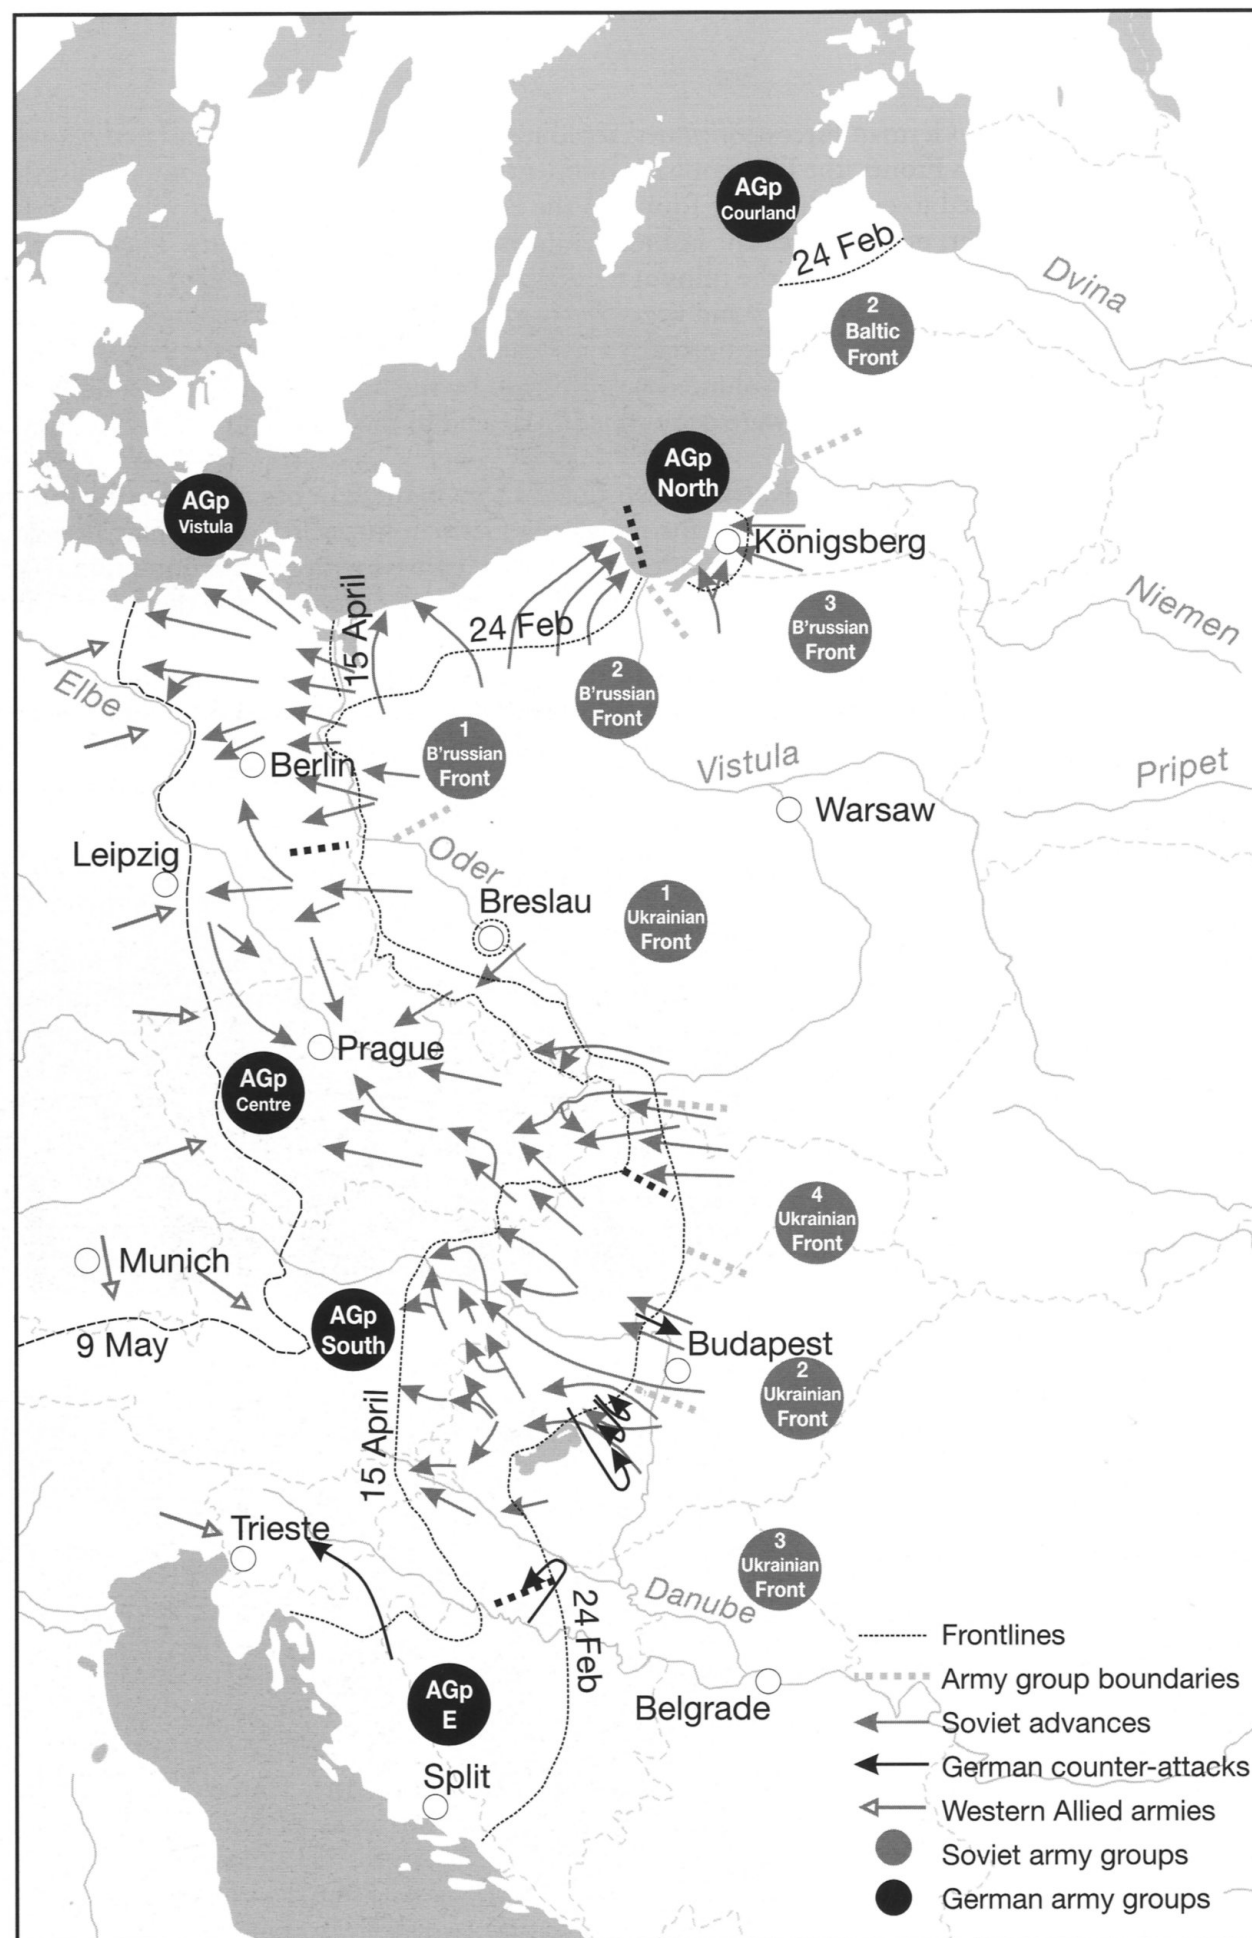 AGp
Courland
24 Feb
Dvina
2
Baltic
Front
AGp
North
AGp
Vistula
Königsberg
15 April
24 Feb
Niemen
3
B'russian
Front
2
B'russian
Front
Elbe
1
B'russian
Front
Vistula
Pripet
Berlin
Warsaw
Leipzig
Oder
Breslau
1
Ukrainian
Front
Prague
AGp
Centre
4
Ukrainian
Front
Munich
AGp
South
9 May
Budapest
2
Ukrainian
Front
15 April
Trieste
3
Ukrainian
Front
Danube
24 Feb
Belgrade
AGp
E
Split
Frontlines
Army group boundaries
Soviet advances
German counter-attacks
Western Allied armies
Soviet army groups
German army groups